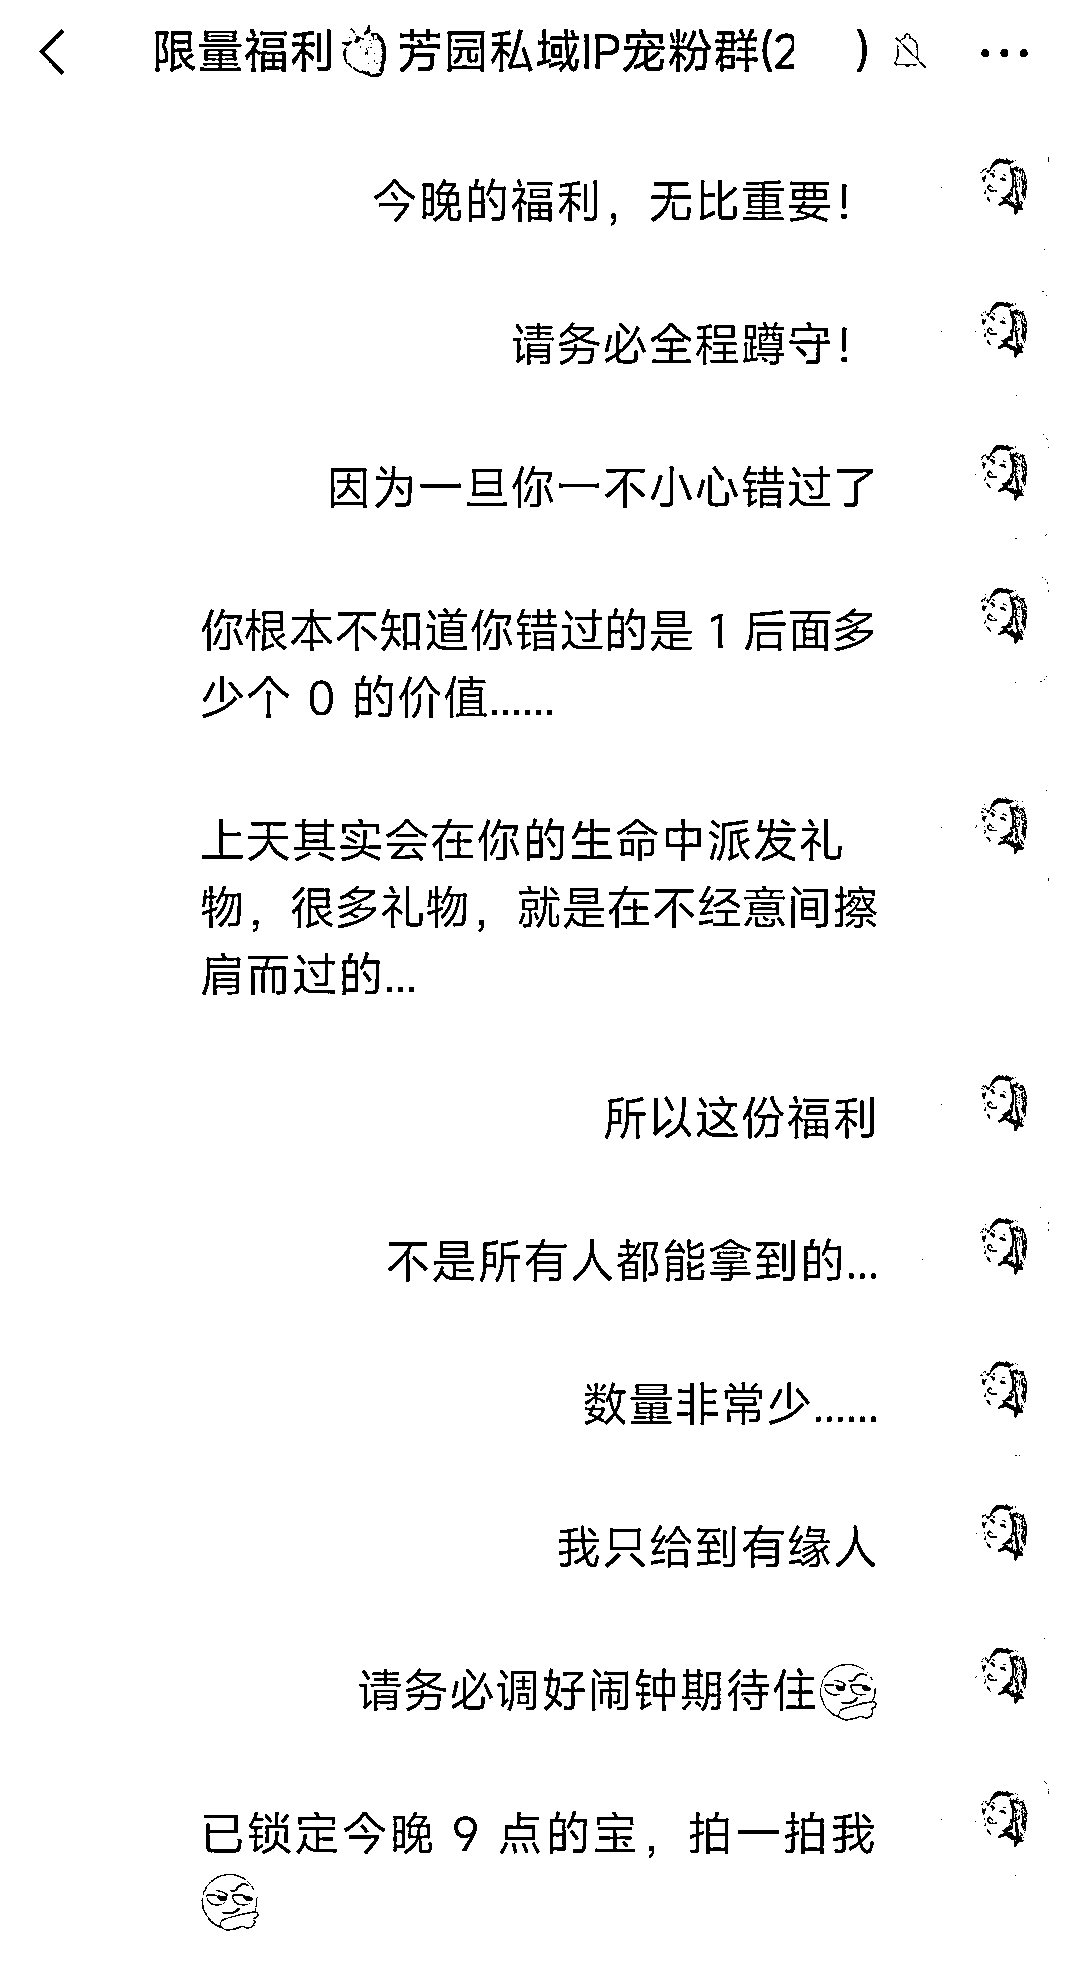 限量福利🍓芳园私域IP宠粉群(2 )
今晚的福利，无比重要！
请务必全程蹲守！
因为一旦你一不小心错过了
你根本不知道你错过的是 1 后面多
少个 0 的价值......
上天其实会在你的生命中派发礼
物，很多礼物，就是在不经意间擦
肩而过的...
所以这份福利
不是所有人都能拿到的...
数量非常少......
我只给到有缘人
请务必调好闹钟期待住
已锁定今晚 9 点的宝，拍一拍我